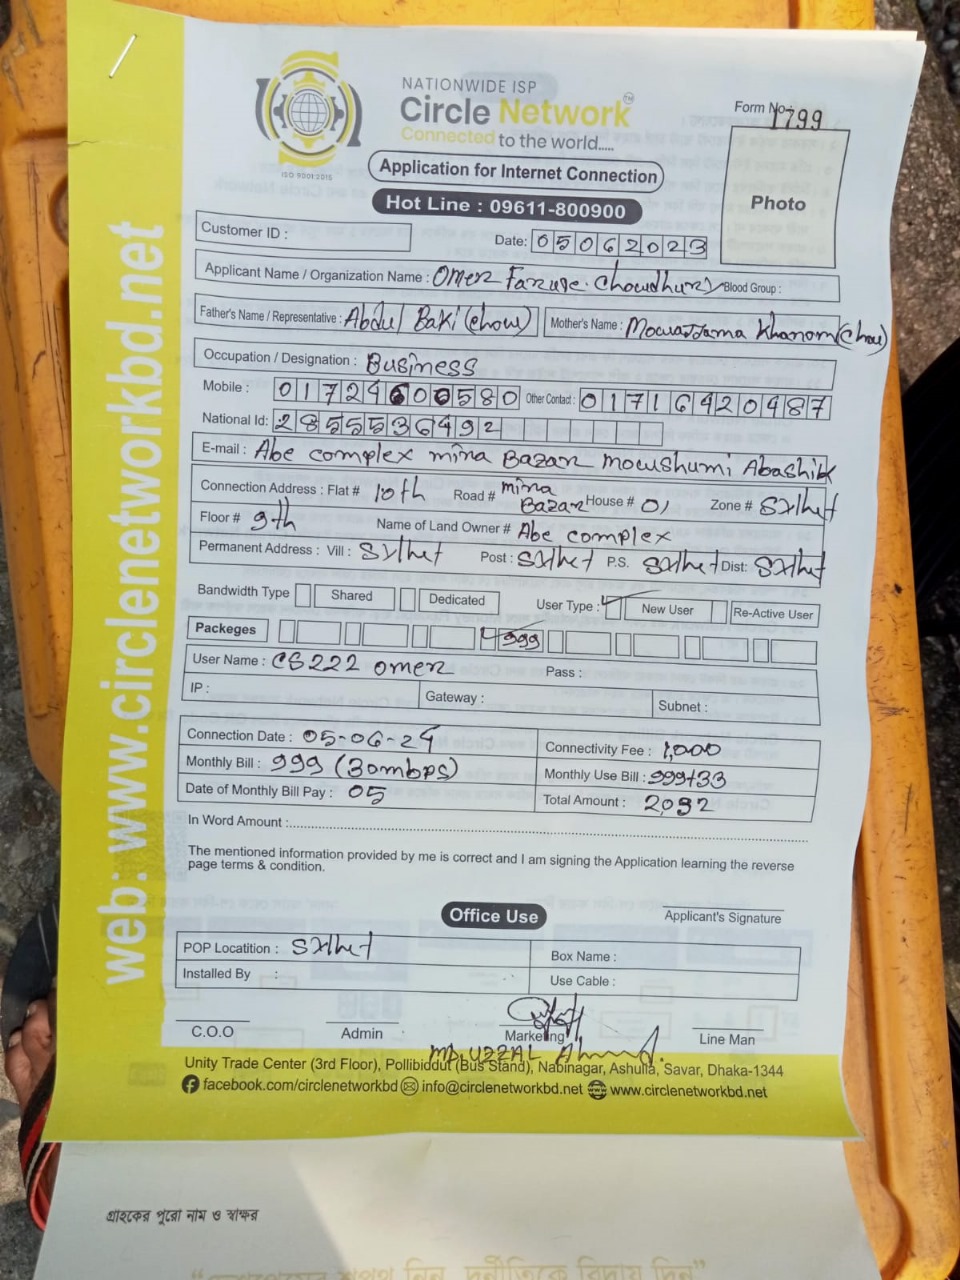 web: www.circlenetworkbd.net
ISO 9001:2015
NATIONWIDE ISP
Circle Network™
Connected to the world.....
Form No: 1799
Application for Internet Connection
Photo
Hot Line : 09611-800900
Customer ID :
Date: 05062023
Applicant Name / Organization Name : Omer Faruqe Choudhury Blood Group :
Father's Name / Representative : Abdul Baki (chow) Mother's Name : Mowajjama Khanom (chow)
Occupation / Designation : Business
Mobile : 01724600580 Other Contact : 01716420487
National Id: 2855536492
E-mail : Abe complex mina Bazar Moushumi Abashik
Connection Address : Flat # 10th Road # mina Bazar House # 01 Zone # Sylhet
Floor # 9th Name of Land Owner # Abe complex
Permanent Address : Vill : Sylhet Post : Sylhet P.S. Sylhet Dist: Sylhet
Bandwidth Type Shared Dedicated User Type : New User Re-Active User
Packeges 999
User Name : CS222 omer Pass :
IP : Gateway : Subnet :
Connection Date : 05-06-24 Connectivity Fee : 1,000
Monthly Bill : 999 (30mbps) Monthly Use Bill : 999+33
Date of Monthly Bill Pay : 05 Total Amount : 2,032
In Word Amount :
The mentioned information provided by me is correct and I am signing the Application learning the reverse
page terms & condition.
Office Use
Applicant's Signature
POP Locatition : Sylhet Box Name :
Installed By : Use Cable :
C.O.O Admin Marketing Line Man
MD. UZZAL Ahmed.
Unity Trade Center (3rd Floor), Pollibiddut (Bus Stand), Nabinagar, Ashulia, Savar, Dhaka-1344
facebook.com/circlenetworkbd info@circlenetworkbd.net www.circlenetworkbd.net
গ্রাহকের পুরো নাম ও স্বাক্ষর